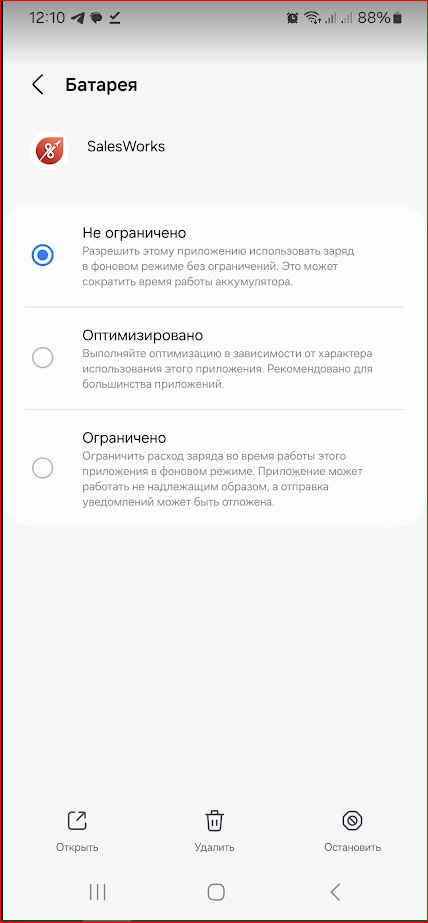 12:10
88%
Батарея
SalesWorks
Не ограничено
Разрешить этому приложению использовать заряд
в фоновом режиме без ограничений. Это может
сократить время работы аккумулятора.
Оптимизировано
Выполняйте оптимизацию в зависимости от характера
использования этого приложения. Рекомендовано для
большинства приложений.
Ограничено
Ограничить расход заряда во время работы этого
приложения в фоновом режиме. Приложение может
работать не надлежащим образом, а отправка
уведомлений может быть отложена.
Открыть
Удалить
Остановить